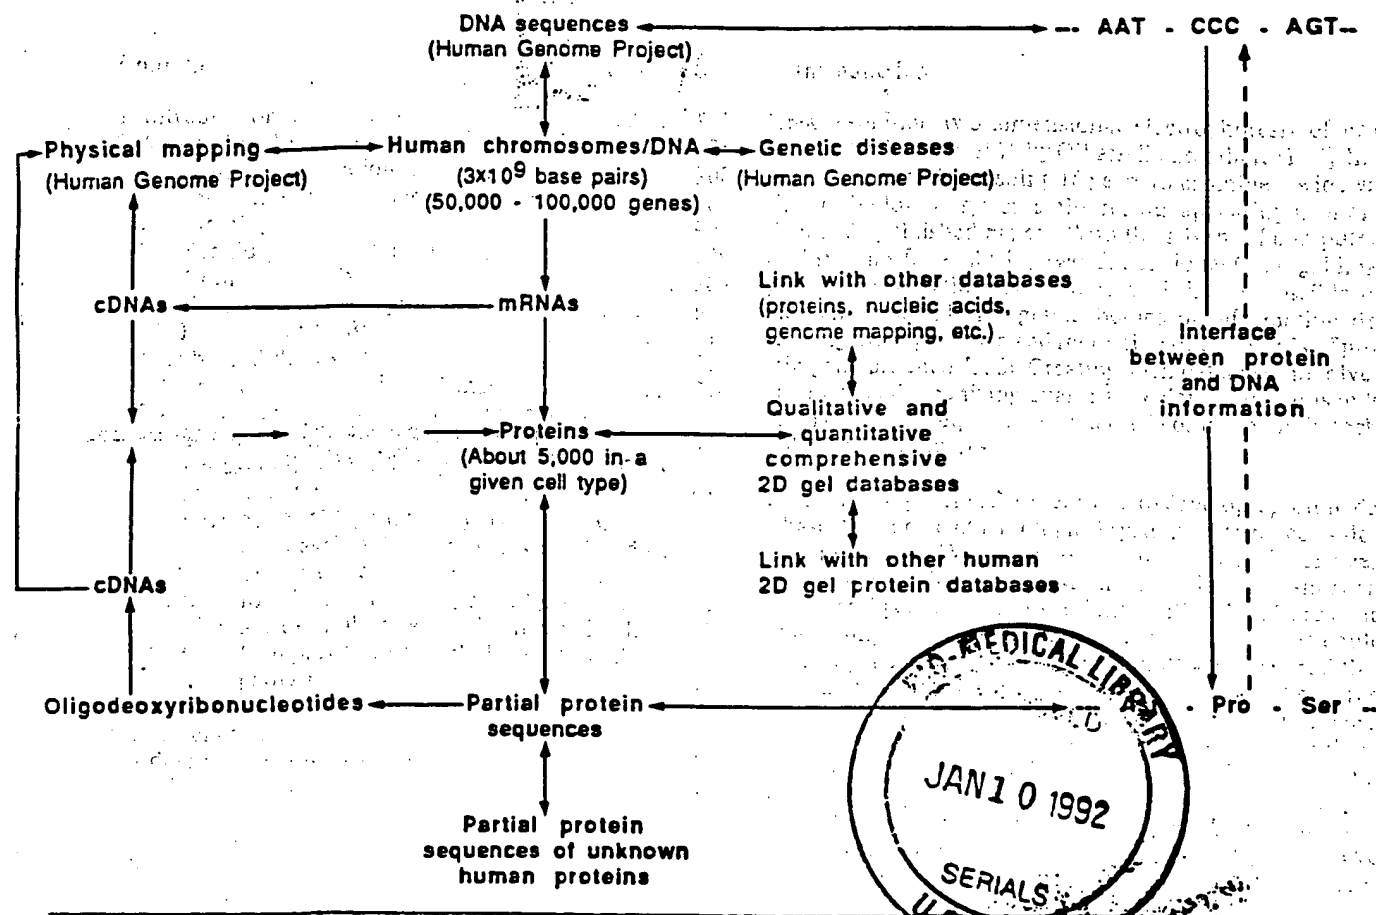 DNA sequences
(Human Genome Project)
-- AAT - CCC - AGT--
Physical mapping
(Human Genome Project)
Human chromosomes/DNA
(3x10⁹ base pairs)
(50,000 - 100,000 genes)
Genetic diseases
(Human Genome Project)
cDNAs
mRNAs
Link with other databases
(proteins, nucleic acids,
genome mapping, etc.)
Interface
between protein
and DNA
information
Proteins
(About 5,000 in a
given cell type)
Qualitative and
quantitative
comprehensive
2D gel databases
cDNAs
Link with other human
2D gel protein databases
Oligodeoxyribonucleotides
Partial protein
sequences
- Pro - Ser --
Partial protein
sequences of unknown
human proteins
MEDICAL LIBRARY
JAN 10 1992
SERIALS